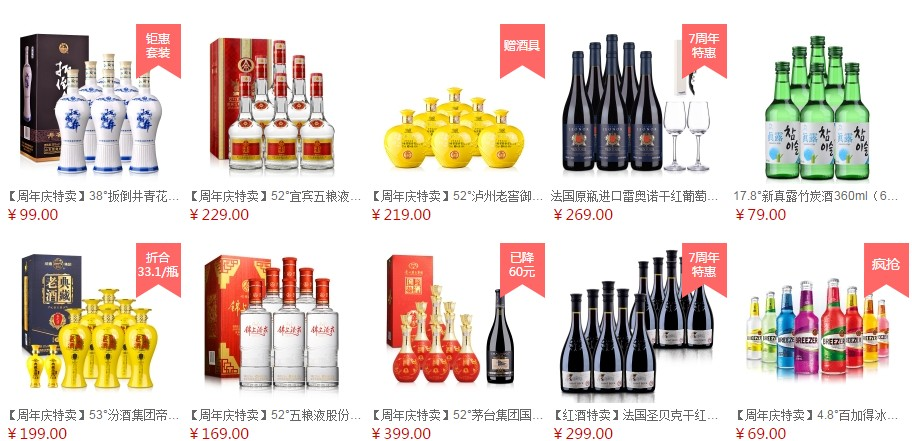 钜惠
套装
赠酒具
7周年
特惠
【周年庆特卖】38°扳倒井青花...
【周年庆特卖】52°宜宾五粮液...
【周年庆特卖】52°泸州老窖御...
法国原瓶进口雷奥诺干红葡萄...
17.8°新真露竹炭酒360ml（6...
￥99.00
￥229.00
￥219.00
￥269.00
￥79.00
折合
33.1/瓶
已降
60元
7周年
特惠
疯抢
老酒
典藏
BREEZER
【周年庆特卖】53°汾酒集团帝...
【周年庆特卖】52°五粮液股份...
【周年庆特卖】52°茅台集团国...
【红酒特卖】法国圣贝克干红...
【周年庆特卖】4.8°百加得冰...
￥199.00
￥169.00
￥399.00
￥299.00
￥69.00